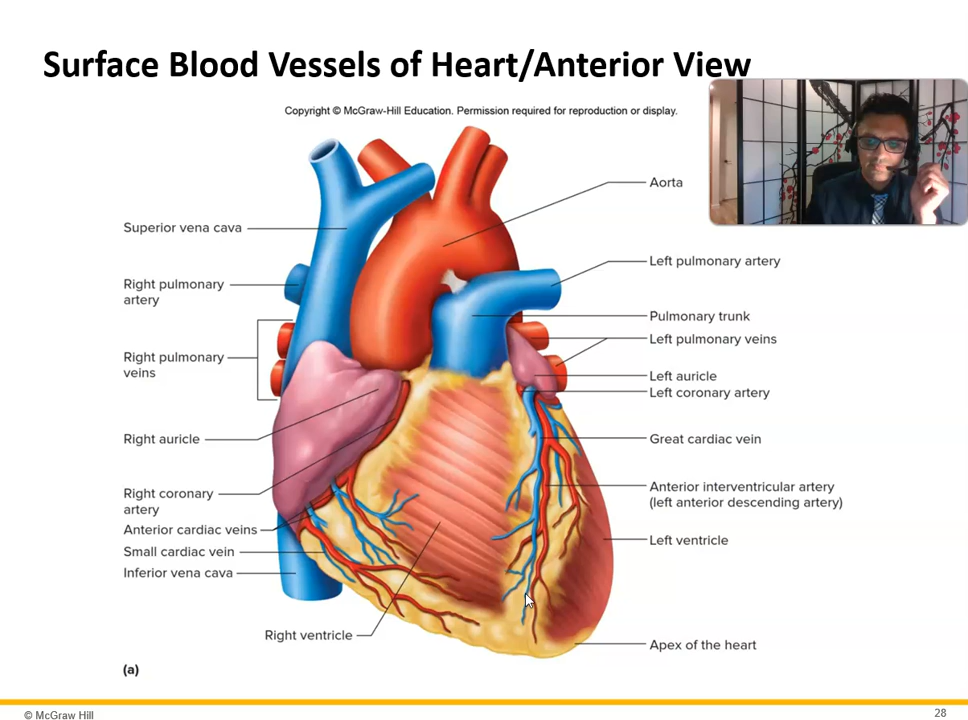 Surface Blood Vessels of Heart/Anterior View
Copyright © McGraw-Hill Education. Permission required for reproduction or display.
Aorta
Superior vena cava
Left pulmonary artery
Right pulmonary
artery
Pulmonary trunk
Left pulmonary veins
Right pulmonary
veins
Left auricle
Left coronary artery
Right auricle
Great cardiac vein
Anterior interventricular artery
(left anterior descending artery)
Right coronary
artery
Anterior cardiac veins
Left ventricle
Small cardiac vein
Inferior vena cava
Right ventricle
Apex of the heart
(a)
© McGraw Hill
28